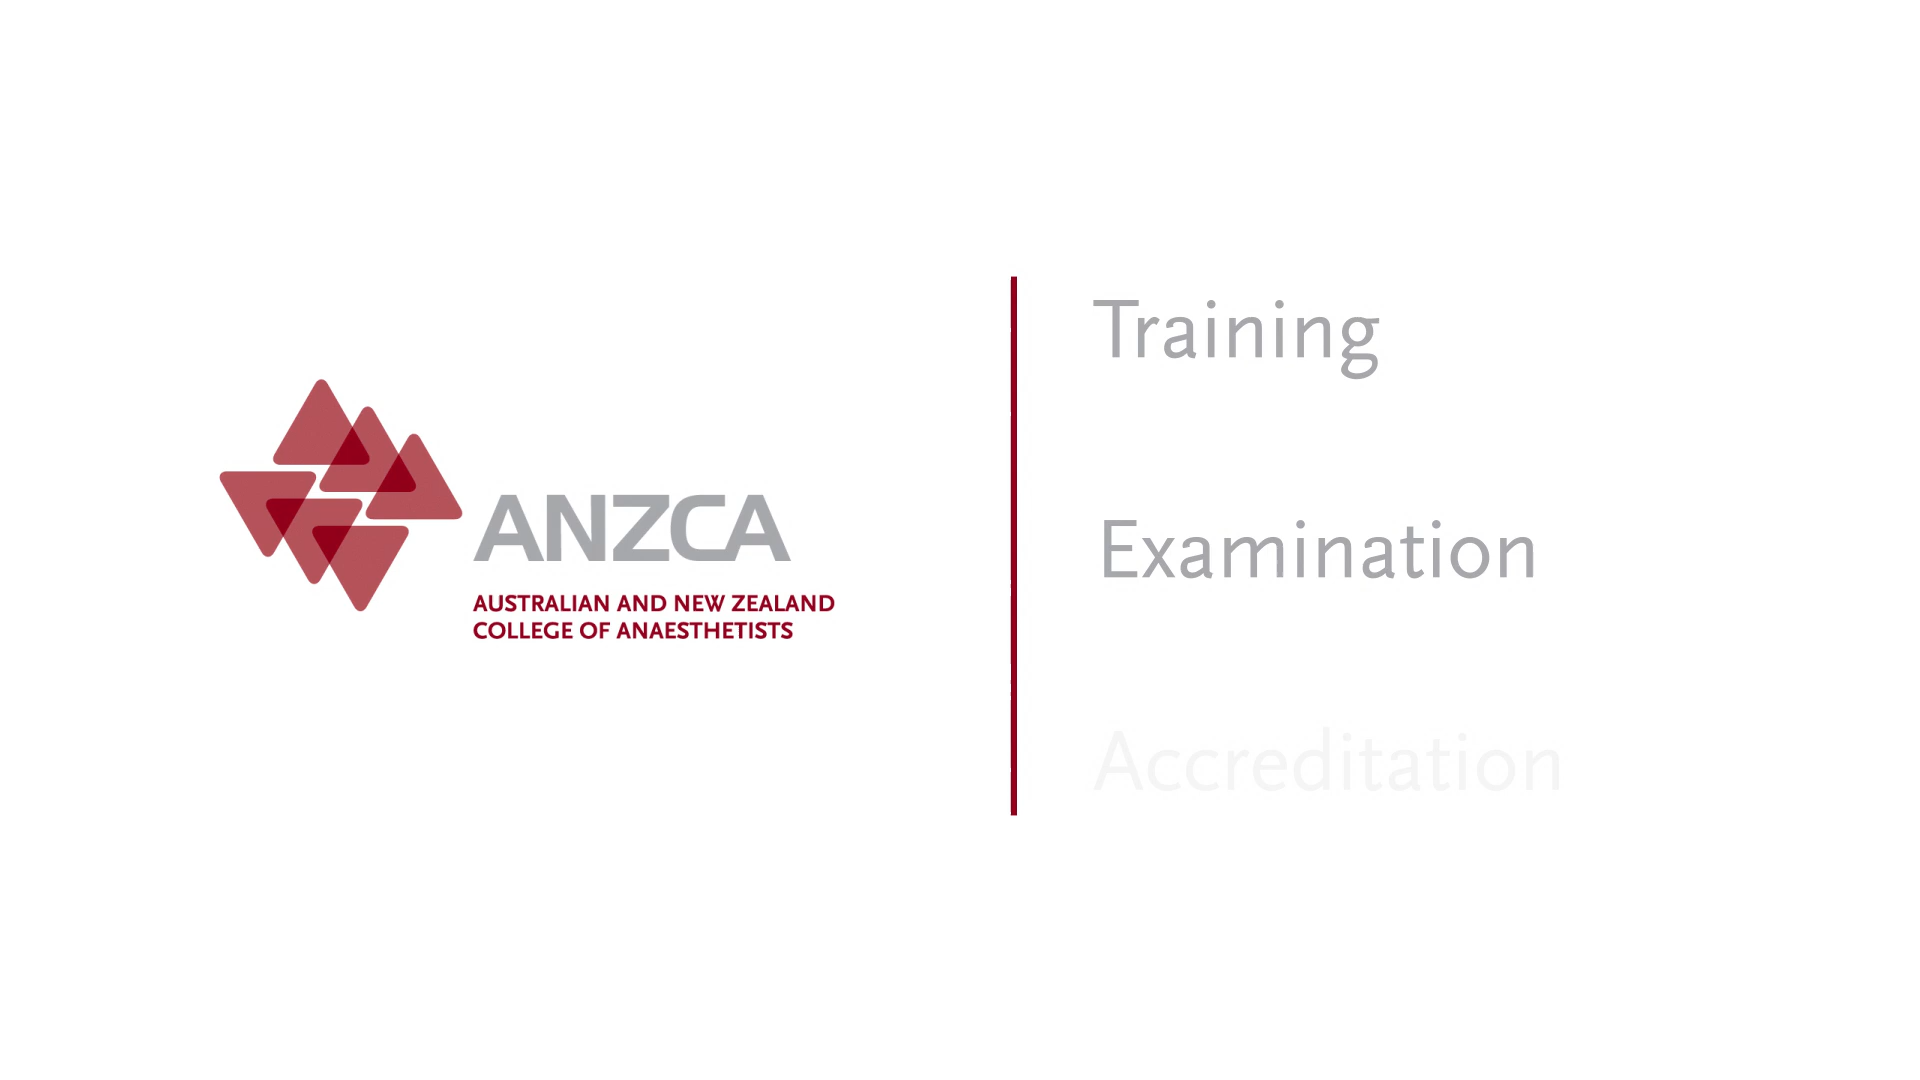 ANZCA
AUSTRALIAN AND NEW ZEALAND
COLLEGE OF ANAESTHETISTS
Training
Examination
Accreditation